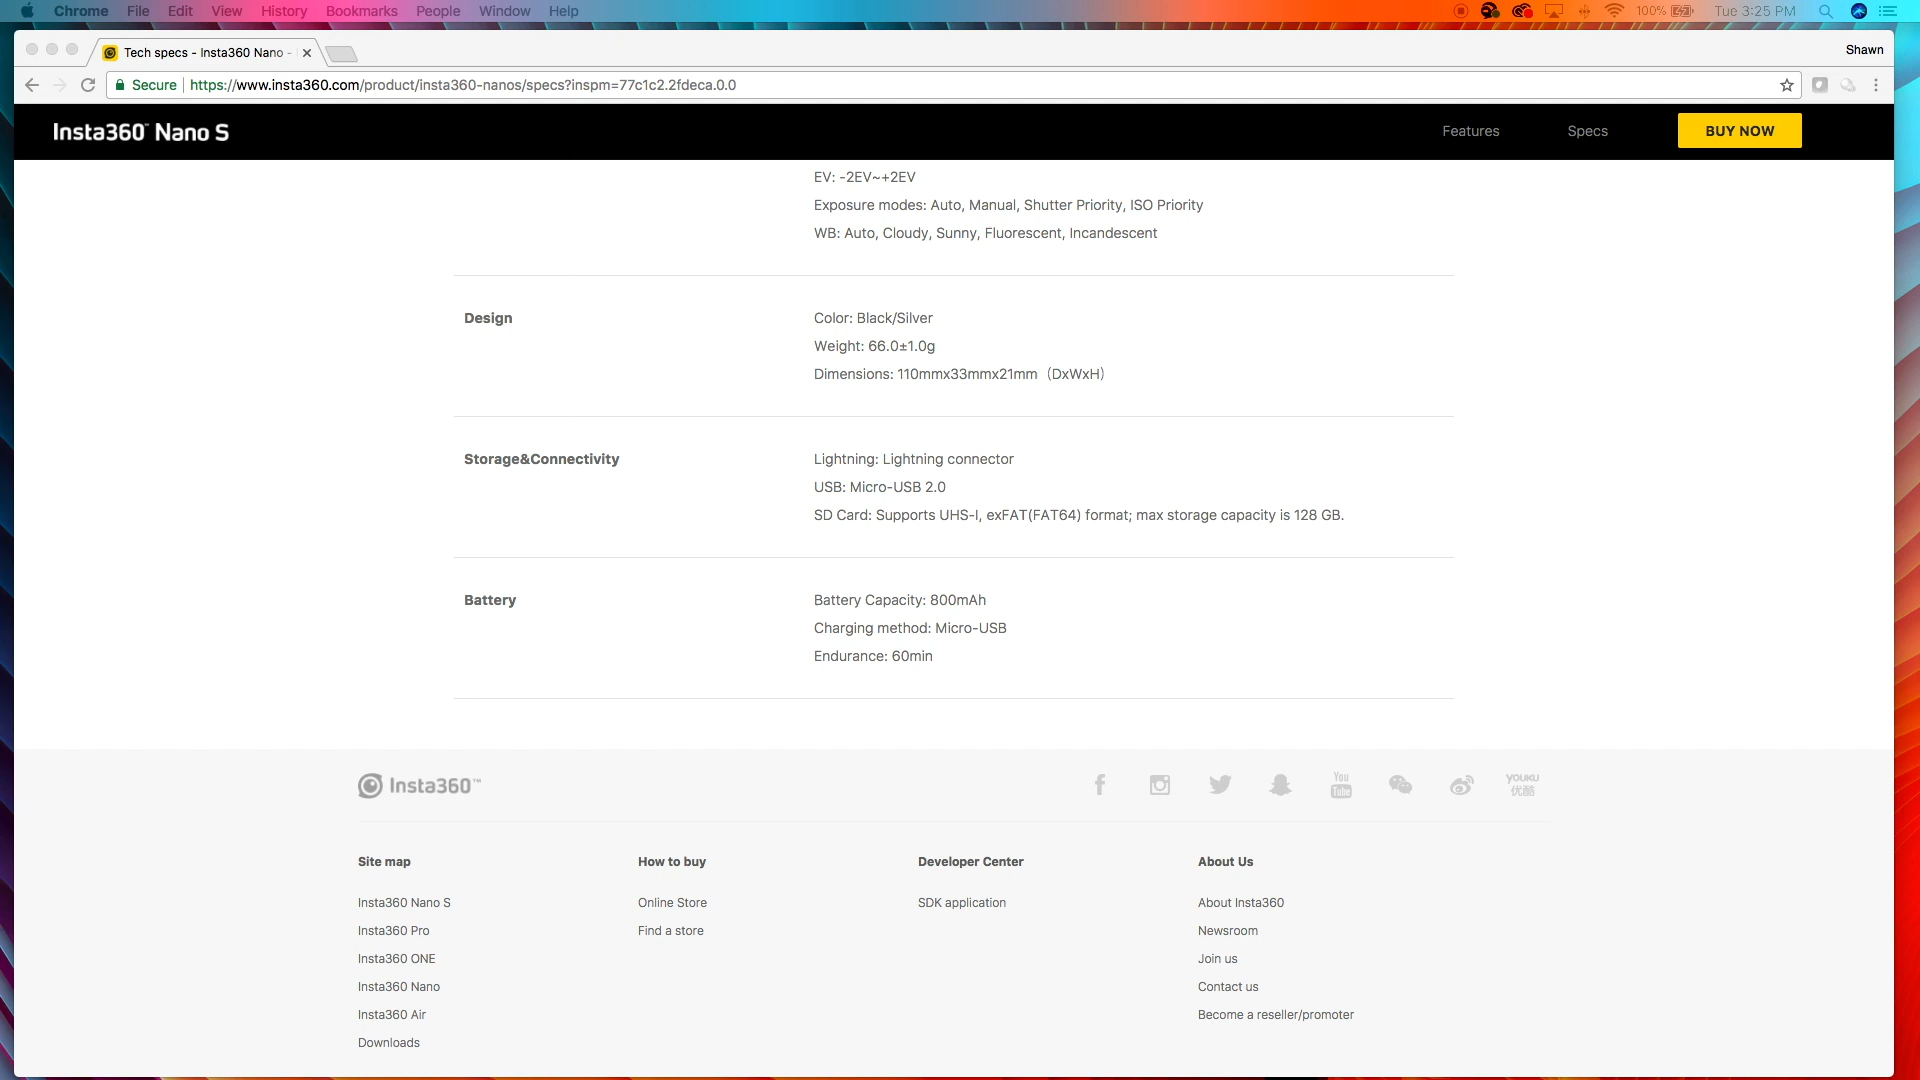 Chrome File Edit View History Bookmarks People Window Help 100% Tue 3:25 PM
Tech specs - Insta360 Nano -
Shawn
Secure https://www.insta360.com/product/insta360-nanos/specs?inspm=77c1c2.2fdeca.0.0
Insta360™ Nano S Features Specs BUY NOW
EV: -2EV~+2EV
Exposure modes: Auto, Manual, Shutter Priority, ISO Priority
WB: Auto, Cloudy, Sunny, Fluorescent, Incandescent
Design
Color: Black/Silver
Weight: 66.0±1.0g
Dimensions: 110mmx33mmx21mm（DxWxH）
Storage&Connectivity
Lightning: Lightning connector
USB: Micro-USB 2.0
SD Card: Supports UHS-I, exFAT(FAT64) format; max storage capacity is 128 GB.
Battery
Battery Capacity: 800mAh
Charging method: Micro-USB
Endurance: 60min
Insta360™
You
Tube
YOUKU
优酷
Site map
Insta360 Nano S
Insta360 Pro
Insta360 ONE
Insta360 Nano
Insta360 Air
Downloads
How to buy
Online Store
Find a store
Developer Center
SDK application
About Us
About Insta360
Newsroom
Join us
Contact us
Become a reseller/promoter